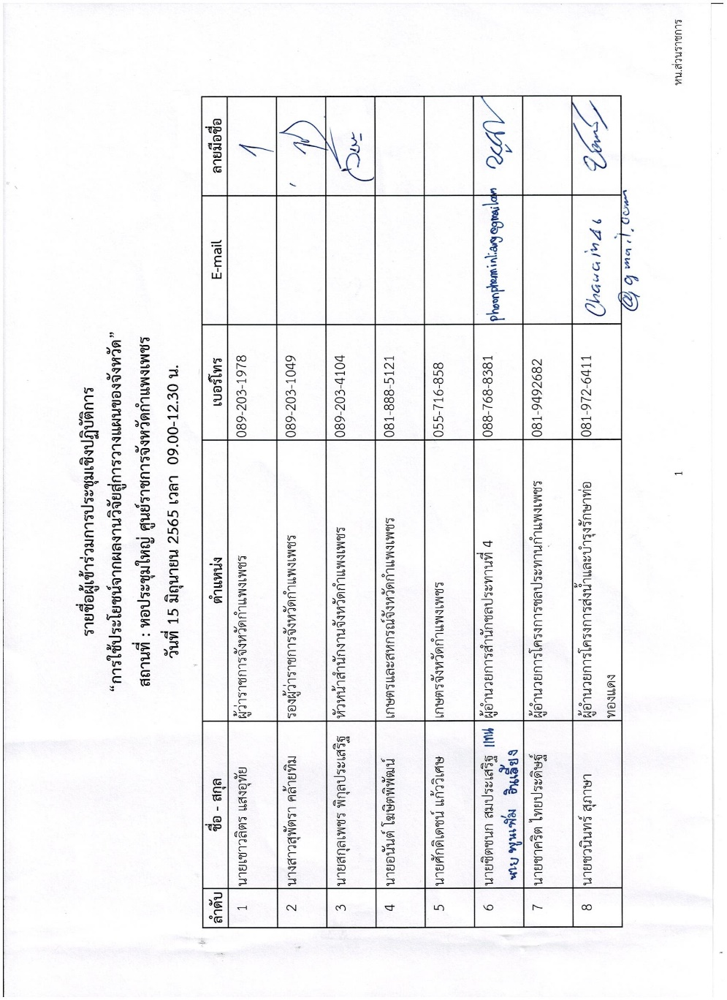 หน.ส่วนราชการ
รายชื่อผู้เข้าร่วมการประชุมเชิงปฏิบัติการ
“การใช้ประโยชน์จากผลงานวิจัยสู่การวางแผนของจังหวัด”
สถานที่ : หอประชุมใหญ่ ศูนย์ราชการจังหวัดกำแพงเพชร
วันที่ 15 มิถุนายน 2565 เวลา 09.00-12.30 น.
ลำดับ ชื่อ - สกุล ตำแหน่ง เบอร์โทร E-mail ลายมือชื่อ
1 นายเชาวลิตร แสงอุทัย ผู้ว่าราชการจังหวัดกำแพงเพชร 089-203-1978
2 นางสาวสุพัตรา คล้ายทิม รองผู้ว่าราชการจังหวัดกำแพงเพชร 089-203-1049
3 นายสกุลเพชร พิกุลประเสริฐ หัวหน้าสำนักงานจังหวัดกำแพงเพชร 089-203-4104
4 นายอนันต์ โฆษิตพิพัฒน์ เกษตรและสหกรณ์จังหวัดกำแพงเพชร 081-888-5121
5 นายศักดิเดชน์ แก้ววิเศษ เกษตรจังหวัดกำแพงเพชร 055-716-858
6 นายชิตชนก สมประเสริฐ แทน ผู้อำนวยการสำนักชลประทานที่ 4 088-768-8381 phoonphominliang@gmail.com
นาย พูนเพิ่ม อินเลี้ยง
7 นายชาคริต ไทยประดิษฐ์ ผู้อำนวยการโครงการชลประทานกำแพงเพชร 081-9492682
8 นายชวนินทร์ สุภาษา ผู้อำนวยการโครงการส่งน้ำและบำรุงรักษาท่อ 081-972-6411
ทองแดง
@gmail.com
1